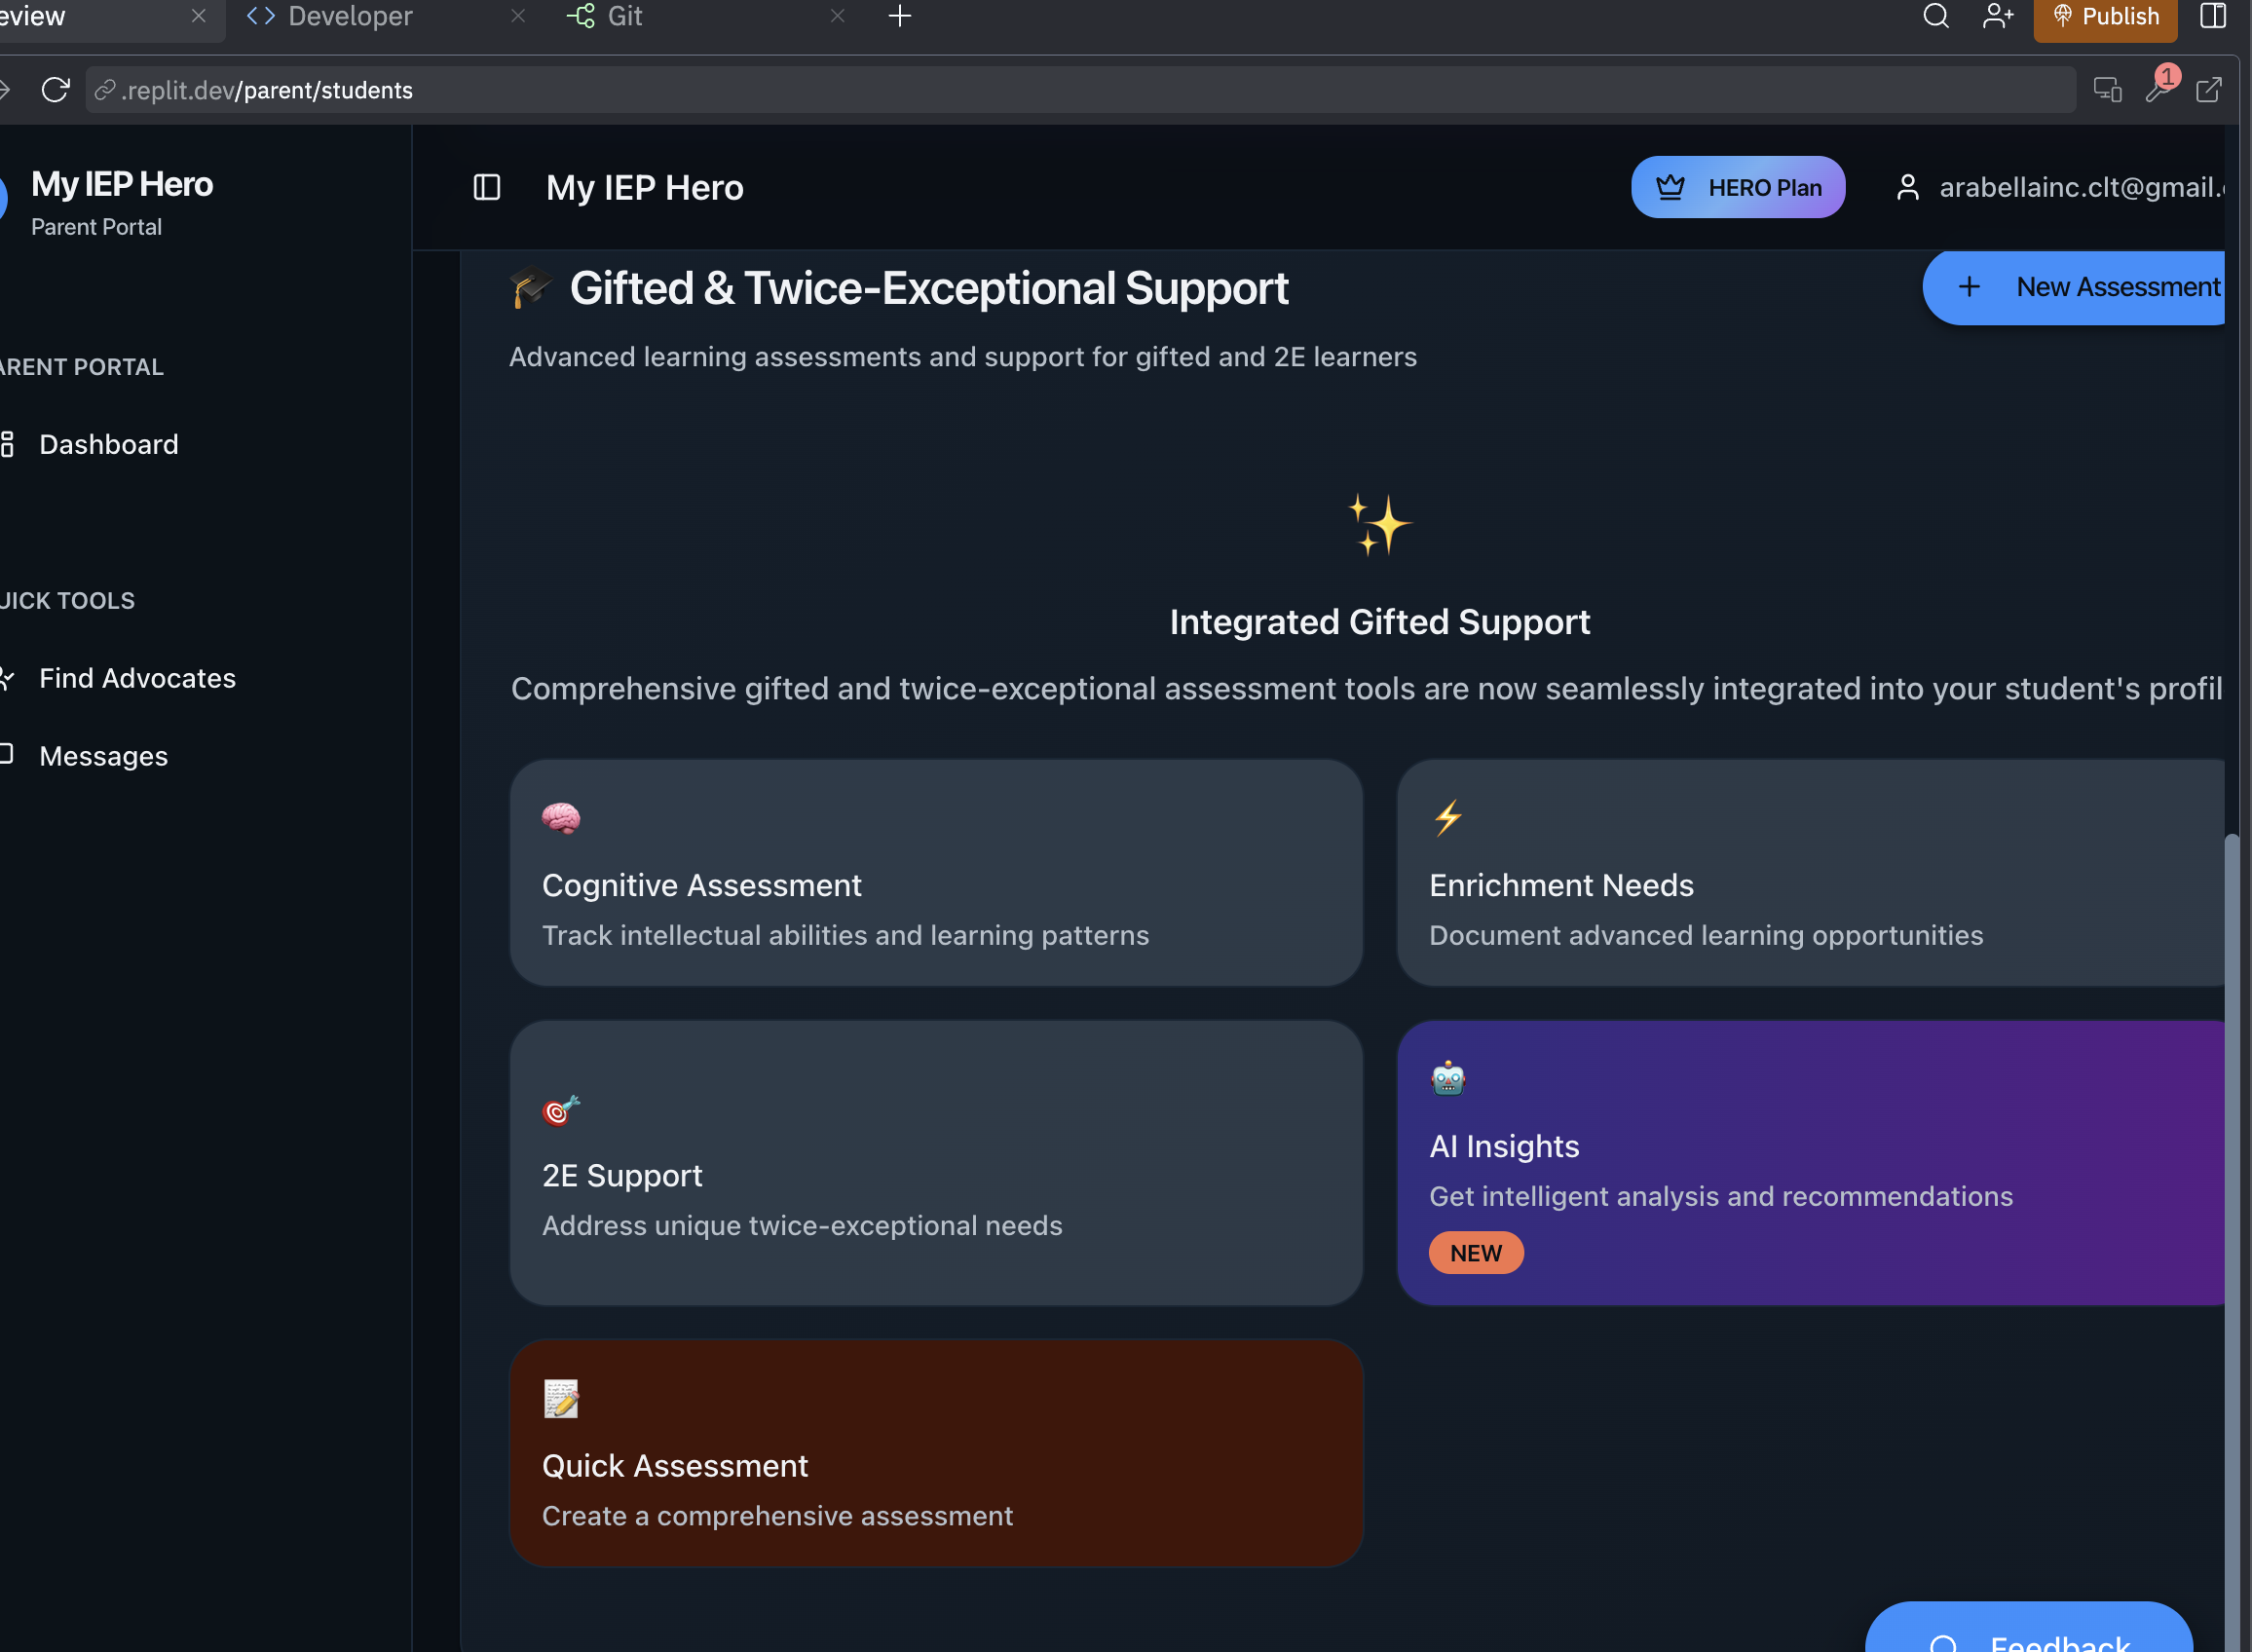 eview
Developer
Git
Publish
.replit.dev/parent/students
1
My IEP Hero
Parent Portal
My IEP Hero
HERO Plan
arabellainc.clt@gmail.
ARENT PORTAL
Dashboard
UICK TOOLS
Find Advocates
Messages
Gifted & Twice-Exceptional Support
New Assessment
Advanced learning assessments and support for gifted and 2E learners
Integrated Gifted Support
Comprehensive gifted and twice-exceptional assessment tools are now seamlessly integrated into your student's profil
Cognitive Assessment
Track intellectual abilities and learning patterns
Enrichment Needs
Document advanced learning opportunities
2E Support
Address unique twice-exceptional needs
AI Insights
Get intelligent analysis and recommendations
NEW
Quick Assessment
Create a comprehensive assessment
Feedback